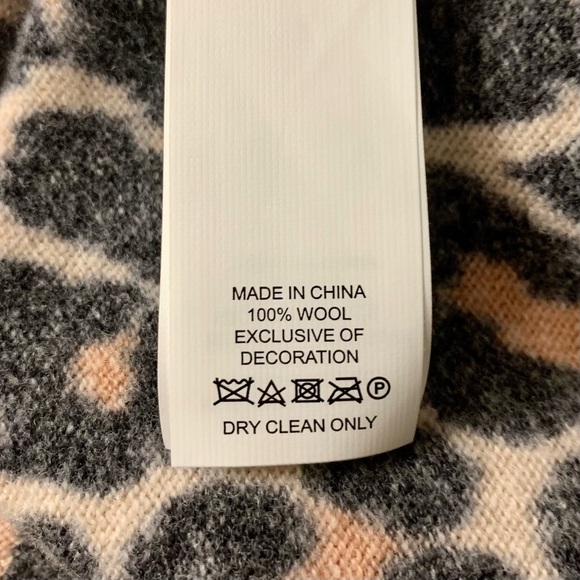 MADE IN CHINA
100% WOOL
EXCLUSIVE OF
DECORATION
P
DRY CLEAN ONLY